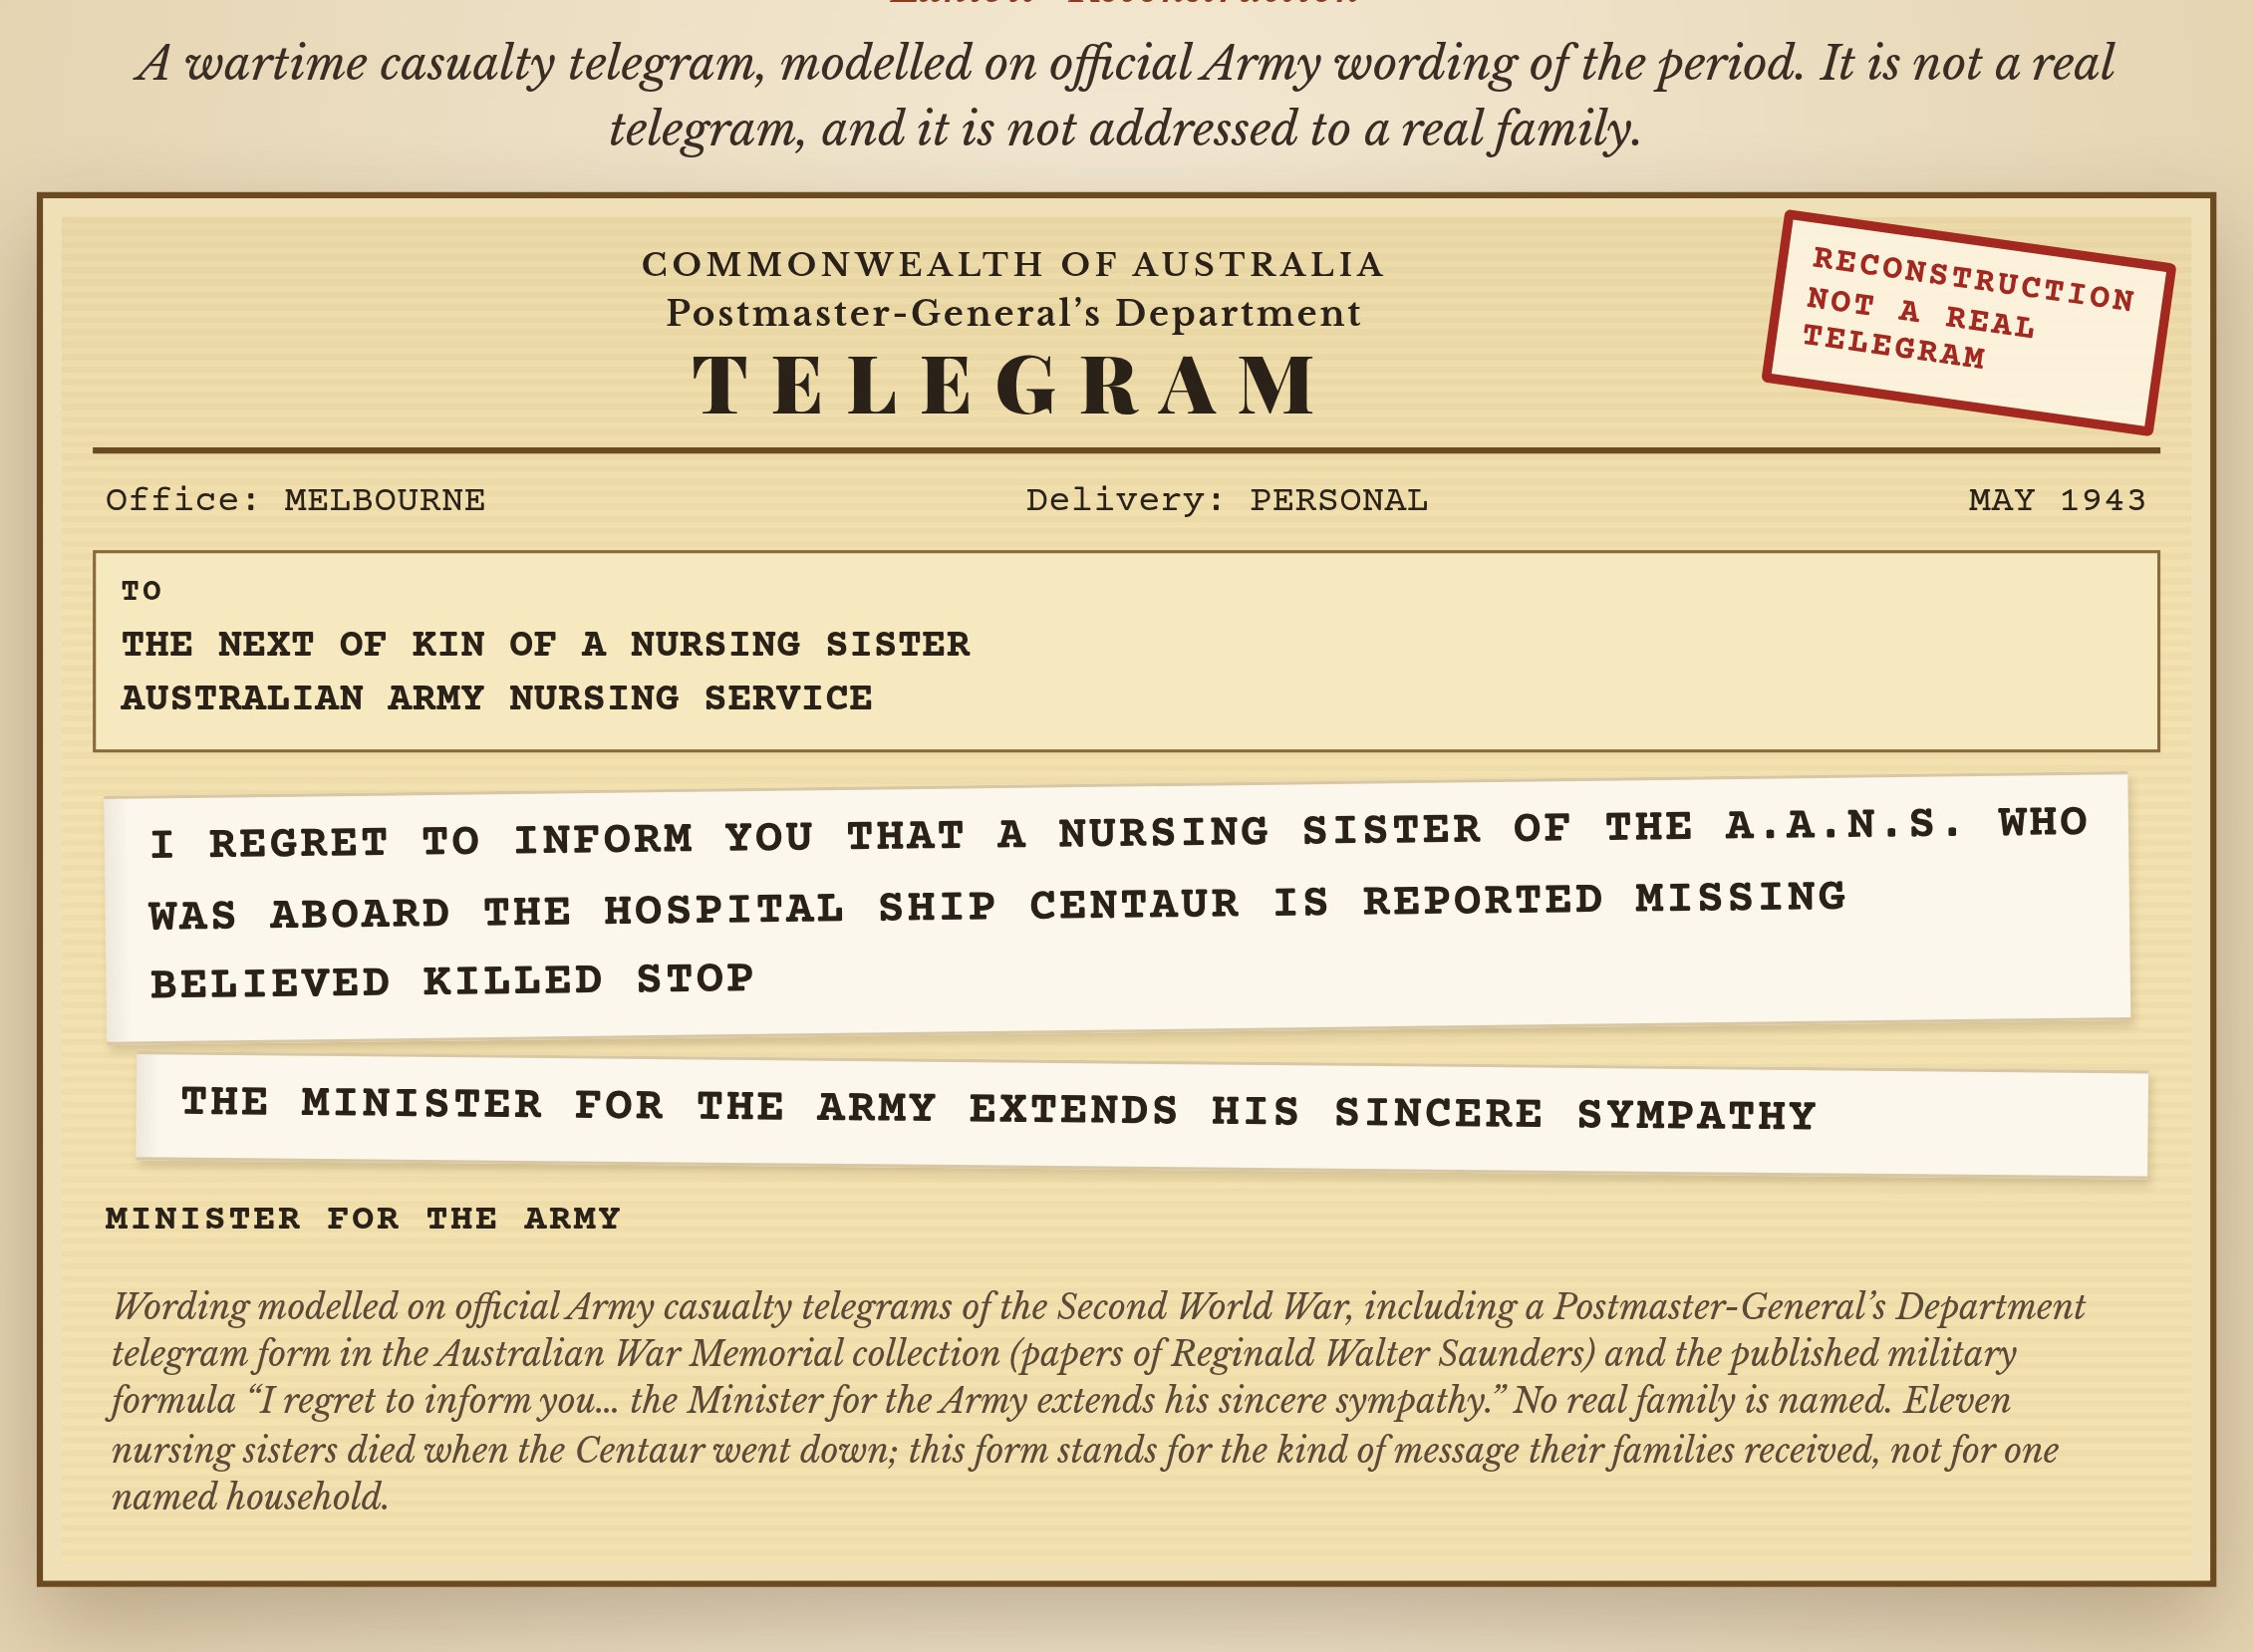 A wartime casualty telegram, modelled on official Army wording of the period. It is not a real
telegram, and it is not addressed to a real family.
COMMONWEALTH OF AUSTRALIA
Postmaster-General’s Department
TELEGRAM
RECONSTRUCTION
NOT A REAL
TELEGRAM
Office: MELBOURNE
Delivery: PERSONAL
MAY 1943
TO
THE NEXT OF KIN OF A NURSING SISTER
AUSTRALIAN ARMY NURSING SERVICE
I REGRET TO INFORM YOU THAT A NURSING SISTER OF THE A.A.N.S. WHO
WAS ABOARD THE HOSPITAL SHIP CENTAUR IS REPORTED MISSING
BELIEVED KILLED STOP
THE MINISTER FOR THE ARMY EXTENDS HIS SINCERE SYMPATHY
MINISTER FOR THE ARMY
Wording modelled on official Army casualty telegrams of the Second World War, including a Postmaster-General’s Department
telegram form in the Australian War Memorial collection (papers of Reginald Walter Saunders) and the published military
formula “I regret to inform you... the Minister for the Army extends his sincere sympathy.” No real family is named. Eleven
nursing sisters died when the Centaur went down; this form stands for the kind of message their families received, not for one
named household.